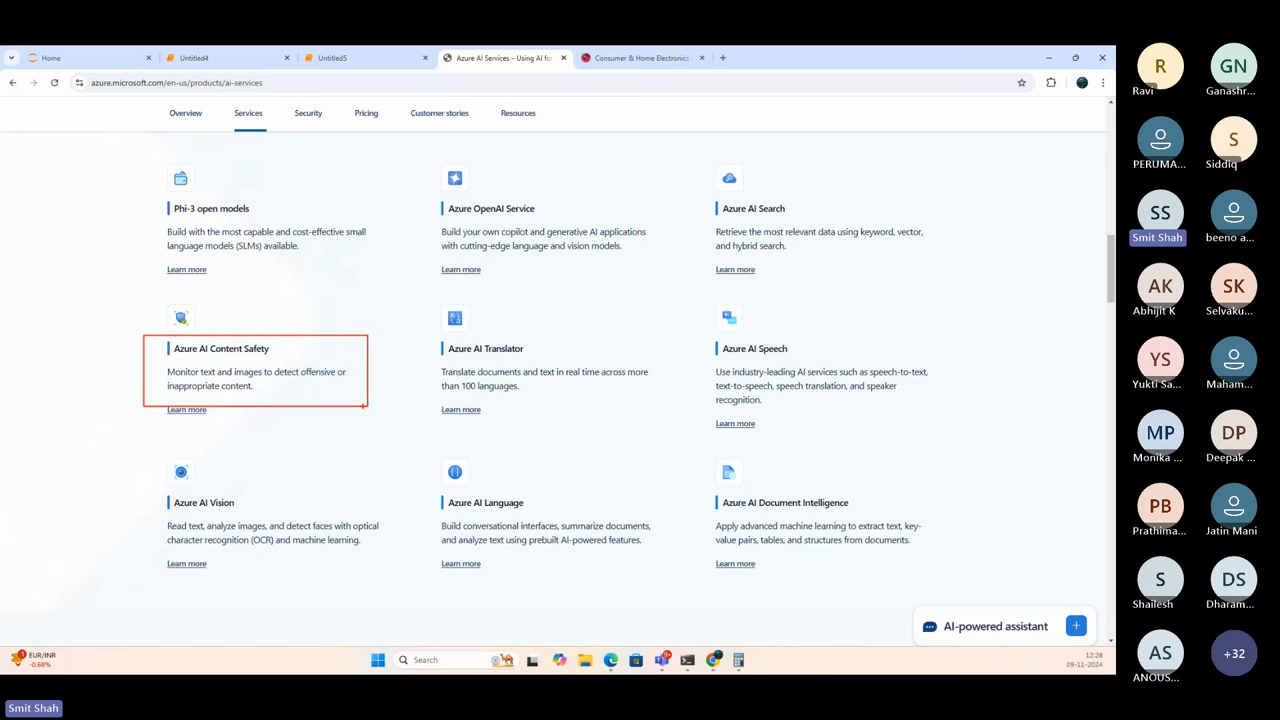 Home
Untitled4
Untitled5
Azure AI Services – Using AI fo
Consumer & Home Electronics
azure.microsoft.com/en-us/products/ai-services
Overview
Services
Security
Pricing
Customer stories
Resources
Phi-3 open models
Build with the most capable and cost-effective small
language models (SLMs) available.
Learn more
Azure OpenAI Service
Build your own copilot and generative AI applications
with cutting-edge language and vision models.
Learn more
Azure AI Search
Retrieve the most relevant data using keyword, vector,
and hybrid search.
Learn more
Azure AI Content Safety
Monitor text and images to detect offensive or
inappropriate content.
Learn more
Azure AI Translator
Translate documents and text in real time across more
than 100 languages.
Learn more
Azure AI Speech
Use industry-leading AI services such as speech-to-text,
text-to-speech, speech translation, and speaker
recognition.
Learn more
Azure AI Vision
Read text, analyze images, and detect faces with optical
character recognition (OCR) and machine learning.
Learn more
Azure AI Language
Build conversational interfaces, summarize documents,
and analyze text using prebuilt AI-powered features.
Learn more
Azure AI Document Intelligence
Apply advanced machine learning to extract text, key-
value pairs, tables, and structures from documents.
Learn more
AI-powered assistant
EUR/INR
-0.68%
Search
12:28
09-11-2024
Smit Shah
R
Ravi
GN
Ganashr...
PERUMA...
S
Siddiq
SS
Smit Shah
beeno a...
AK
Abhijit K
SK
Selvaku...
YS
Yukti Sa...
Maham...
MP
Monika ...
DP
Deepak ...
PB
Prathima...
Jatin Mani
S
Shailesh
DS
Dharam...
AS
ANOUS...
+32